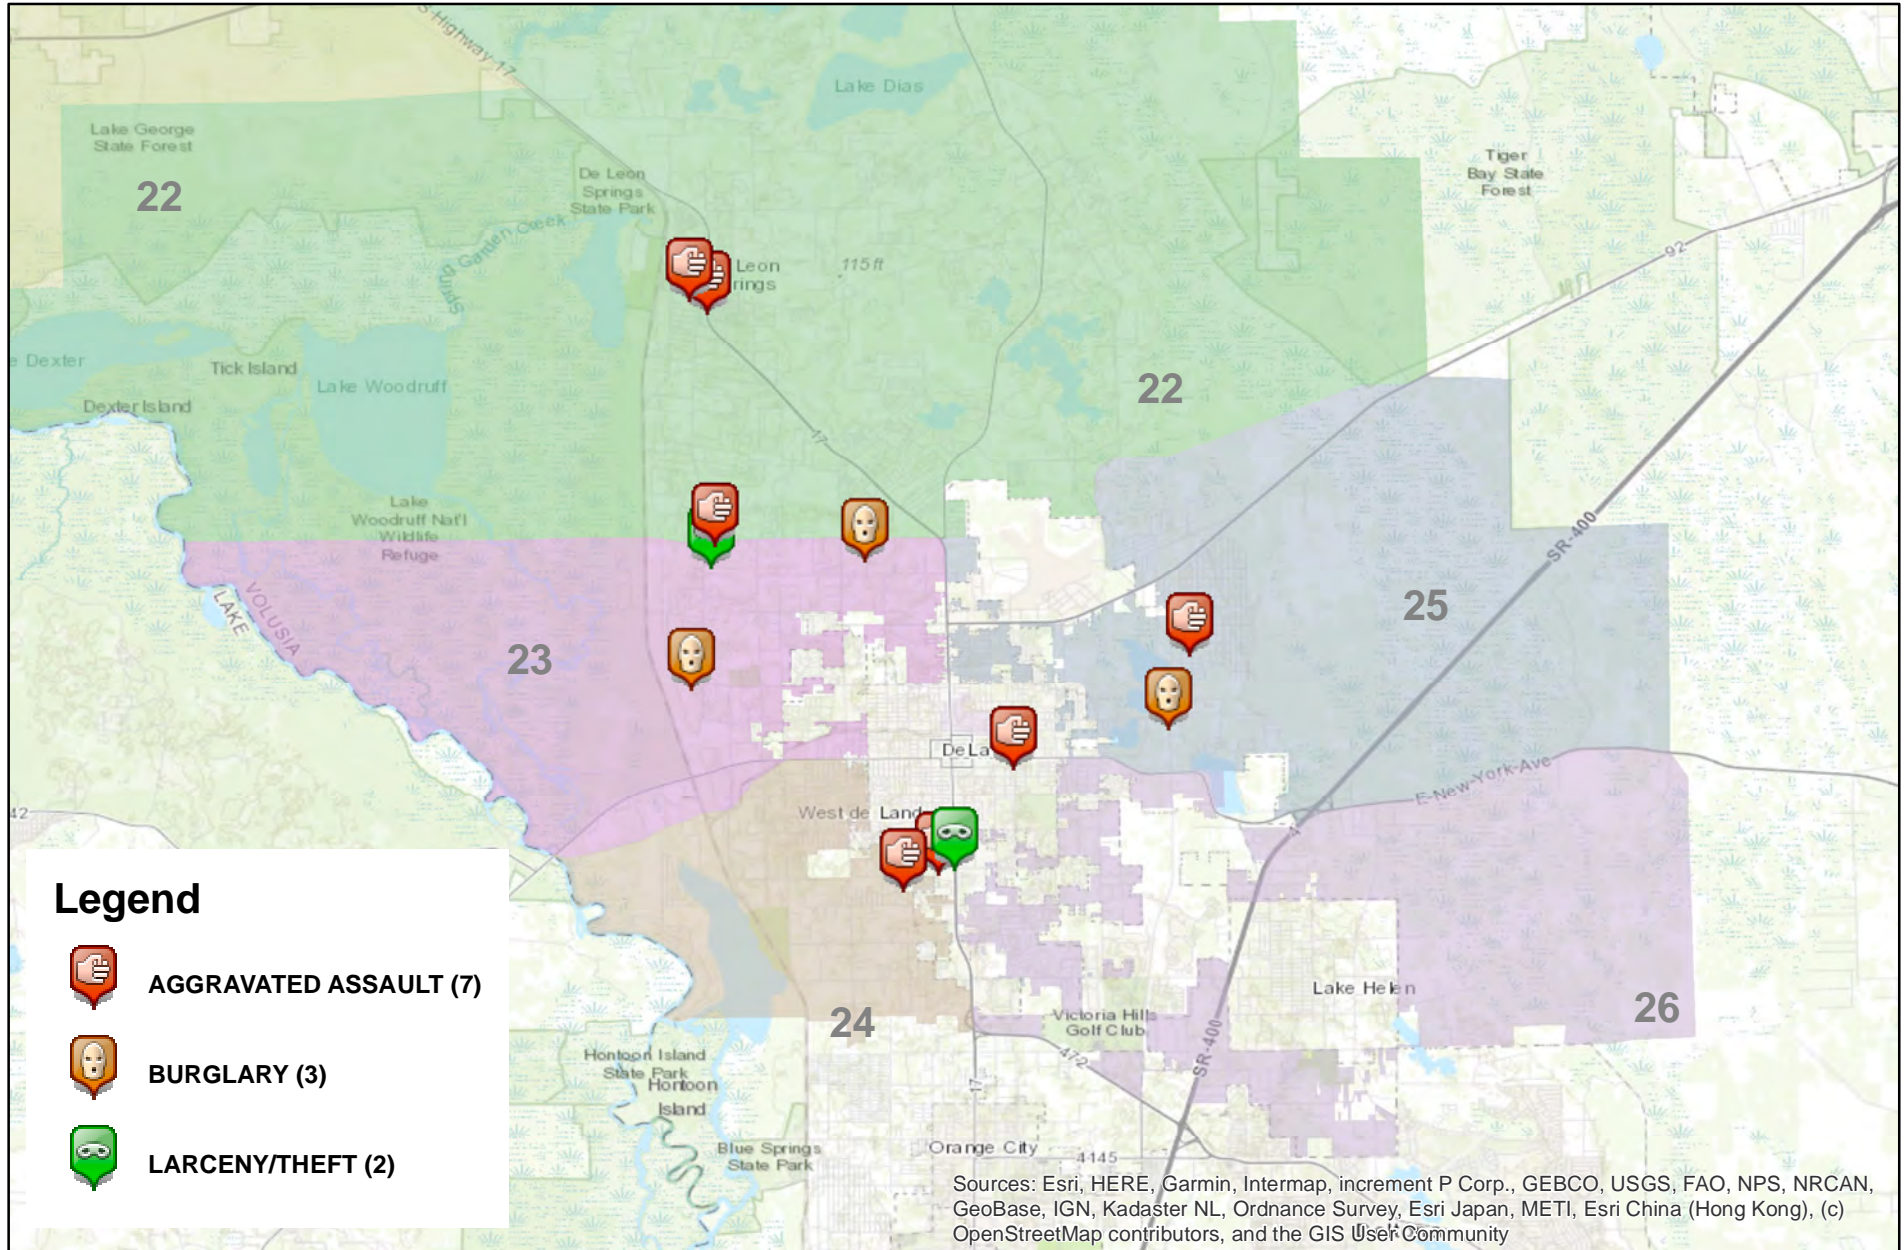 S Highway 17
Lake Dias
Lake George
State Forest
22
De Leon
Springs
State Park
Tiger
Bay State
Forest
92
Spring Garden Creek
Leon
rings
115 ft
e Dexter
Tick Island
Lake Woodruff
Dexter Island
22
17
Lake
Woodruff Nat'l
Wildlife
Refuge
SR-400
VOLUSIA
LAKE
23
25
DeLa
E-New-York-Ave
42
West de Land
4
Legend
AGGRAVATED ASSAULT (7)
BURGLARY (3)
LARCENY/THEFT (2)
Lake Helen
26
24
Victoria Hills
Golf Club
SR-400
472
17
Hontoon Island
State Park
Hontoon
Island
Blue Springs
State Park
Orange City
4145
Sources: Esri, HERE, Garmin, Intermap, increment P Corp., GEBCO, USGS, FAO, NPS, NRCAN,
GeoBase, IGN, Kadaster NL, Ordnance Survey, Esri Japan, METI, Esri China (Hong Kong), (c)
OpenStreetMap contributors, and the GIS User Community